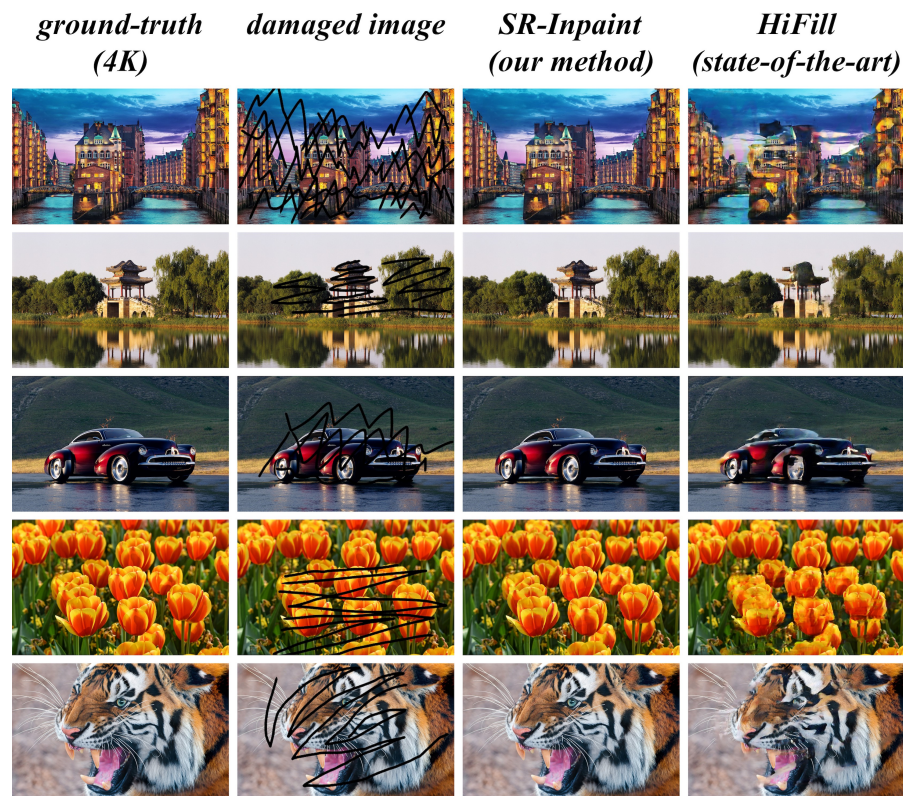 ground-truth
(4K)
damaged image
SR-Inpaint
(our method)
HiFill
(state-of-the-art)